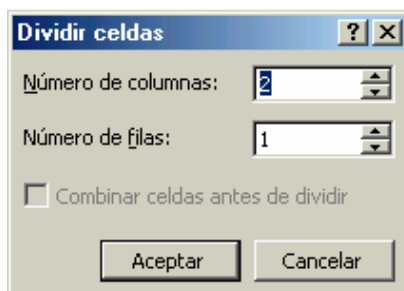 Dividir celdas
Número de columnas: 2
Número de filas: 1
Combinar celdas antes de dividir
Aceptar Cancelar